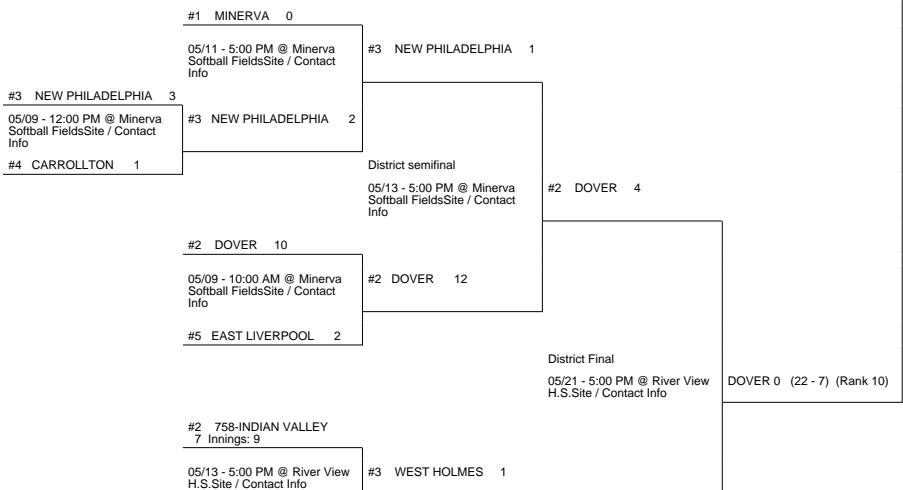 #1 MINERVA 0
05/11 - 5:00 PM @ Minerva
Softball FieldsSite / Contact
Info
#3 NEW PHILADELPHIA 1
#3 NEW PHILADELPHIA 3
05/09 - 12:00 PM @ Minerva
Softball FieldsSite / Contact
Info
#3 NEW PHILADELPHIA 2
#4 CARROLLTON 1
District semifinal
05/13 - 5:00 PM @ Minerva
Softball FieldsSite / Contact
Info
#2 DOVER 4
#2 DOVER 10
05/09 - 10:00 AM @ Minerva
Softball FieldsSite / Contact
Info
#2 DOVER 12
#5 EAST LIVERPOOL 2
District Final
05/21 - 5:00 PM @ River View
H.S.Site / Contact Info
DOVER 0 (22 - 7) (Rank 10)
#2 758-INDIAN VALLEY
7 Innings: 9
05/13 - 5:00 PM @ River View
H.S.Site / Contact Info
#3 WEST HOLMES 1